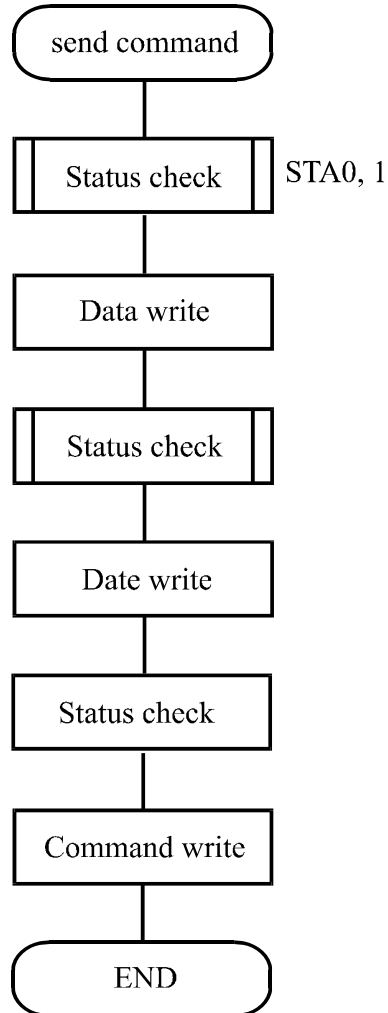 send command
Status check
STA0, 1
Data write
Status check
Date write
Status check
Command write
END